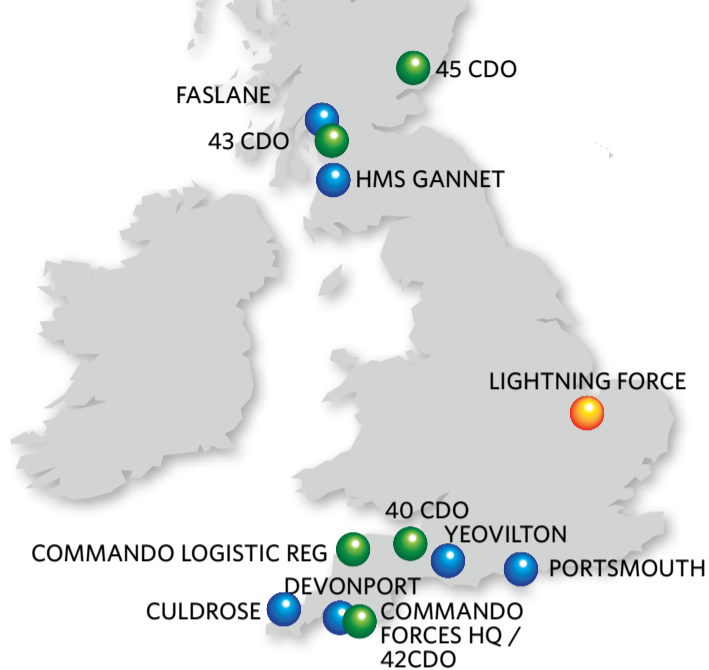 45 CDO
FASLANE
43 CDO
HMS GANNET
LIGHTNING FORCE
40 CDO
YEOVILTON
COMMANDO LOGISTIC REG
PORTSMOUTH
DEVONPORT
CULDROSE
COMMANDO
FORCES HQ /
42CDO